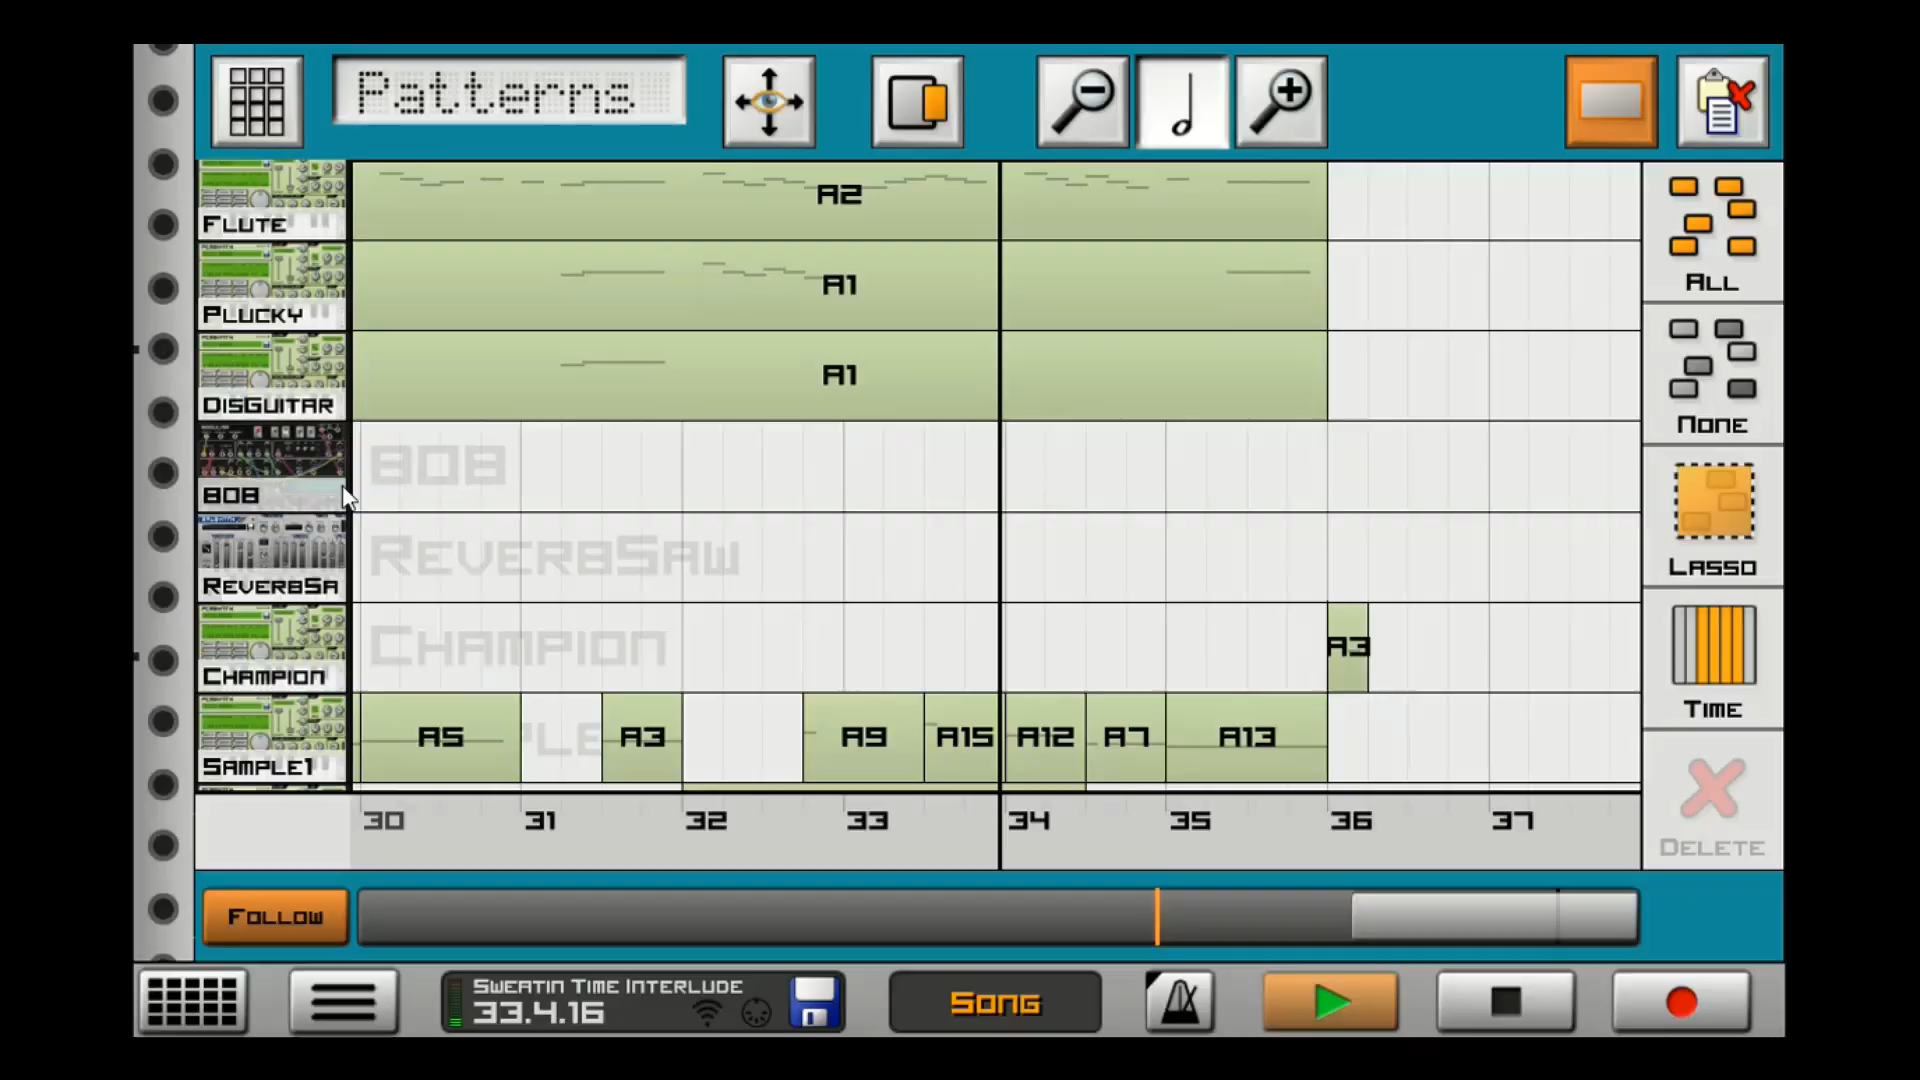 Patterns
FLUTE A2
PLUCKY A1
DISGUITAR A1
808 808
REVERBSA REVERBSAW
CHAMPION CHAMPION A3
SAMPLE1 A5 PLE A3 A9 A15 A12 A7 A13
30 31 32 33 34 35 36 37
ALL
NONE
LASSO
TIME
DELETE
FOLLOW
SWEATIN TIME INTERLUDE
33.4.16
SONG